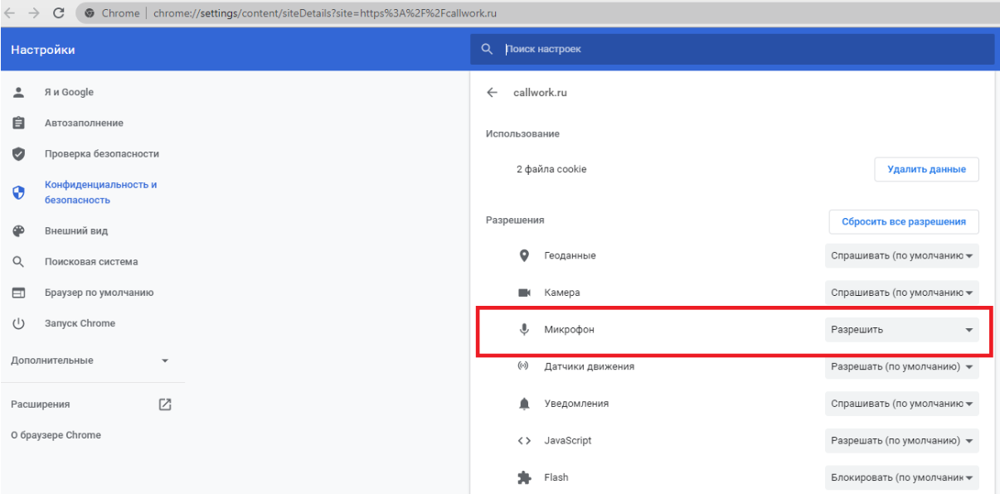 Chrome | chrome://settings/content/siteDetails?site=https%3A%2F%2Fcallwork.ru
Настройки
Поиск настроек
Я и Google
Автозаполнение
Проверка безопасности
Конфиденциальность и
безопасность
Внешний вид
Поисковая система
Браузер по умолчанию
Запуск Chrome
Дополнительные
Расширения
О браузере Chrome
callwork.ru
Использование
2 файла cookie
Удалить данные
Разрешения
Сбросить все разрешения
Геоданные
Спрашивать (по умолчанию
Камера
Спрашивать (по умолчанию
Микрофон
Разрешить
Датчики движения
Разрешать (по умолчанию)
Уведомления
Спрашивать (по умолчанию
JavaScript
Разрешать (по умолчанию)
Flash
Блокировать (по умолчанин